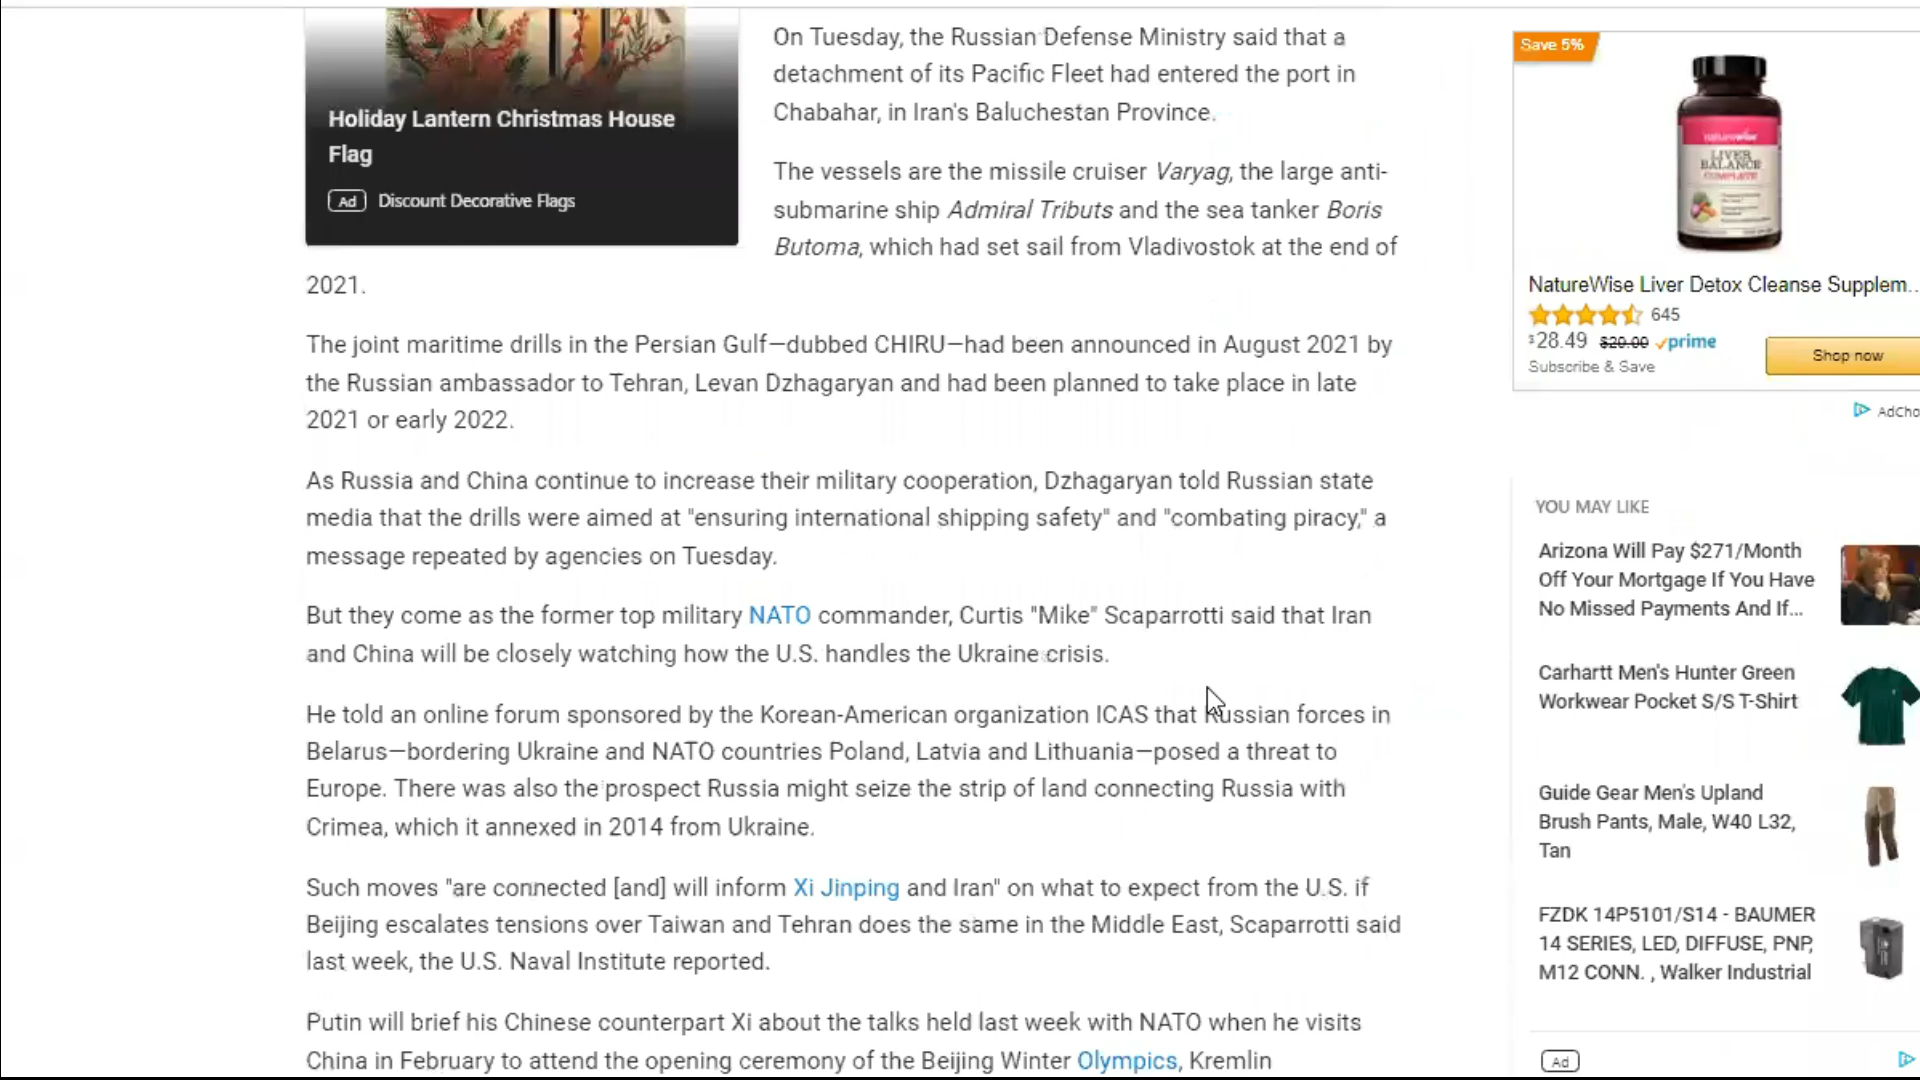 Holiday Lantern Christmas House
Flag
Ad Discount Decorative Flags
On Tuesday, the Russian Defense Ministry said that a
detachment of its Pacific Fleet had entered the port in
Chabahar, in Iran's Baluchestan Province.
The vessels are the missile cruiser Varyag, the large anti-
submarine ship Admiral Tributs and the sea tanker Boris
Butoma, which had set sail from Vladivostok at the end of
2021.
The joint maritime drills in the Persian Gulf—dubbed CHIRU—had been announced in August 2021 by
the Russian ambassador to Tehran, Levan Dzhagaryan and had been planned to take place in late
2021 or early 2022.
As Russia and China continue to increase their military cooperation, Dzhagaryan told Russian state
media that the drills were aimed at "ensuring international shipping safety" and "combating piracy," a
message repeated by agencies on Tuesday.
But they come as the former top military NATO commander, Curtis "Mike" Scaparrotti said that Iran
and China will be closely watching how the U.S. handles the Ukraine crisis.
He told an online forum sponsored by the Korean-American organization ICAS that Russian forces in
Belarus—bordering Ukraine and NATO countries Poland, Latvia and Lithuania—posed a threat to
Europe. There was also the prospect Russia might seize the strip of land connecting Russia with
Crimea, which it annexed in 2014 from Ukraine.
Such moves "are connected [and] will inform Xi Jinping and Iran" on what to expect from the U.S. if
Beijing escalates tensions over Taiwan and Tehran does the same in the Middle East, Scaparrotti said
last week, the U.S. Naval Institute reported.
Putin will brief his Chinese counterpart Xi about the talks held last week with NATO when he visits
China in February to attend the opening ceremony of the Beijing Winter Olympics, Kremlin
Save 5%
naturewise
LIVER
BALANCE
COMPLETE
NatureWise Liver Detox Cleanse Supplem...
645
$28.49 prime
Subscribe & Save
Shop now
AdCho
YOU MAY LIKE
Arizona Will Pay $271/Month
Off Your Mortgage If You Have
No Missed Payments And If...
Carhartt Men's Hunter Green
Workwear Pocket S/S T-Shirt
Guide Gear Men's Upland
Brush Pants, Male, W40 L32,
Tan
FZDK 14P5101/S14 - BAUMER
14 SERIES, LED, DIFFUSE, PNP,
M12 CONN. , Walker Industrial
Ad